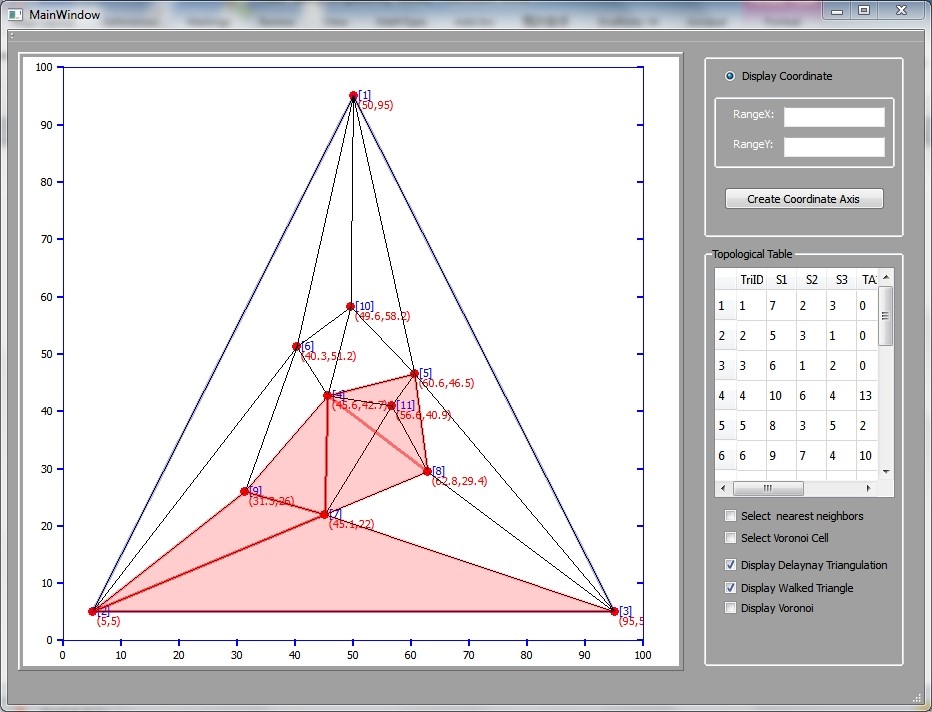 MainWindow
100
90
80
70
60
50
40
30
20
10
0
0 10 20 30 40 50 60 70 80 90 100
[1]
(50,95)
[10]
(49.6,58.2)
[6]
(40.3,51.2)
[5]
(60.6,46.5)
[4]
(45.6,42.7)
[11]
(56.6,40.9)
[8]
(62.8,29.4)
[9]
(31.3,26)
[7]
(45.1,22)
[2]
(5,5)
[3]
(95,5
Display Coordinate
RangeX:
RangeY:
Create Coordinate Axis
Topological Table
TriID S1 S2 S3 TA
1 1 7 2 3 0
2 2 5 3 1 0
3 3 6 1 2 0
4 4 10 6 4 13
5 5 8 3 5 2
6 6 9 7 4 10
Select nearest neighbors
Select Voronoi Cell
Display Delaynay Triangulation
Display Walked Triangle
Display Voronoi